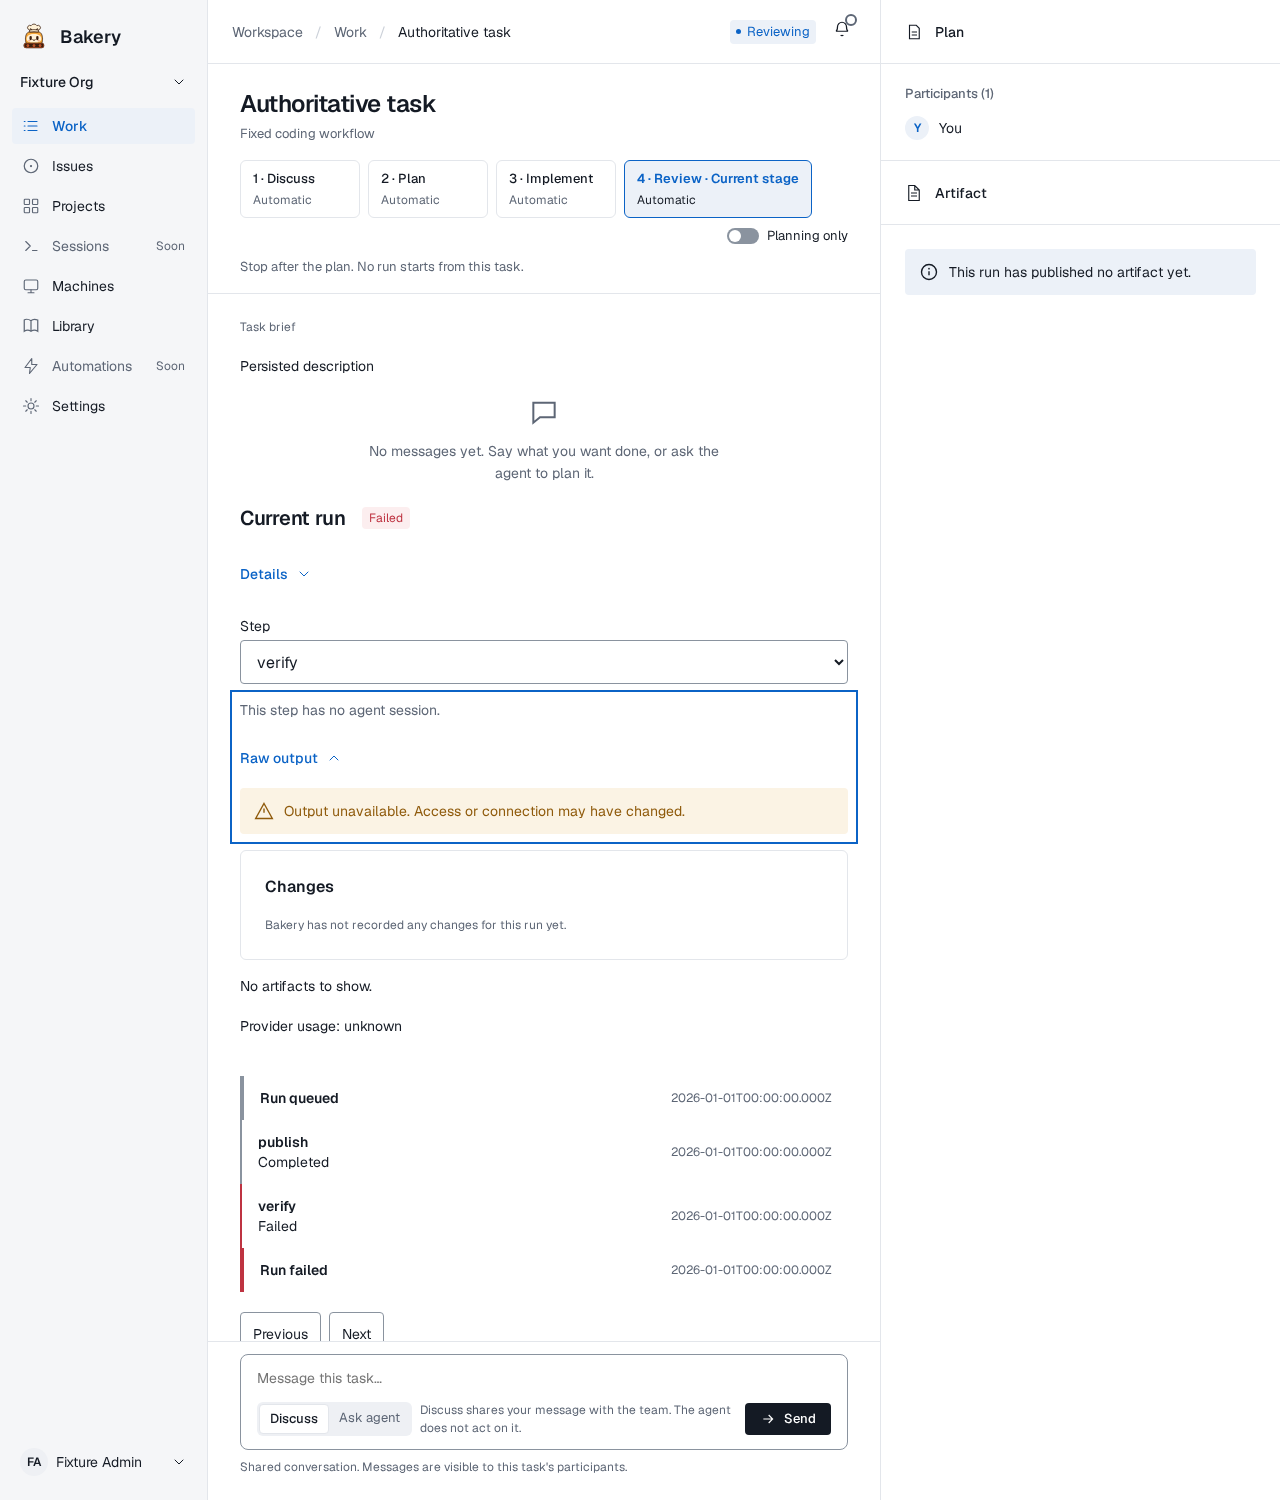 Bakery
Fixture Org
Work
Issues
Projects
Sessions Soon
Machines
Library
Automations Soon
Settings
FA Fixture Admin
Workspace / Work / Authoritative task
Reviewing
Authoritative task
Fixed coding workflow
1 · Discuss
Automatic
2 · Plan
Automatic
3 · Implement
Automatic
4 · Review · Current stage
Automatic
Planning only
Stop after the plan. No run starts from this task.
Task brief
Persisted description
No messages yet. Say what you want done, or ask the
agent to plan it.
Current run Failed
Details
Step
verify
This step has no agent session.
Raw output
Output unavailable. Access or connection may have changed.
Changes
Bakery has not recorded any changes for this run yet.
No artifacts to show.
Provider usage: unknown
Run queued 2026-01-01T00:00:00.000Z
publish
Completed
2026-01-01T00:00:00.000Z
verify
Failed
2026-01-01T00:00:00.000Z
Run failed 2026-01-01T00:00:00.000Z
Previous Next
Message this task...
Discuss Ask agent
Discuss shares your message with the team. The agent
does not act on it.
Send
Shared conversation. Messages are visible to this task's participants.
Plan
Participants (1)
Y You
Artifact
This run has published no artifact yet.